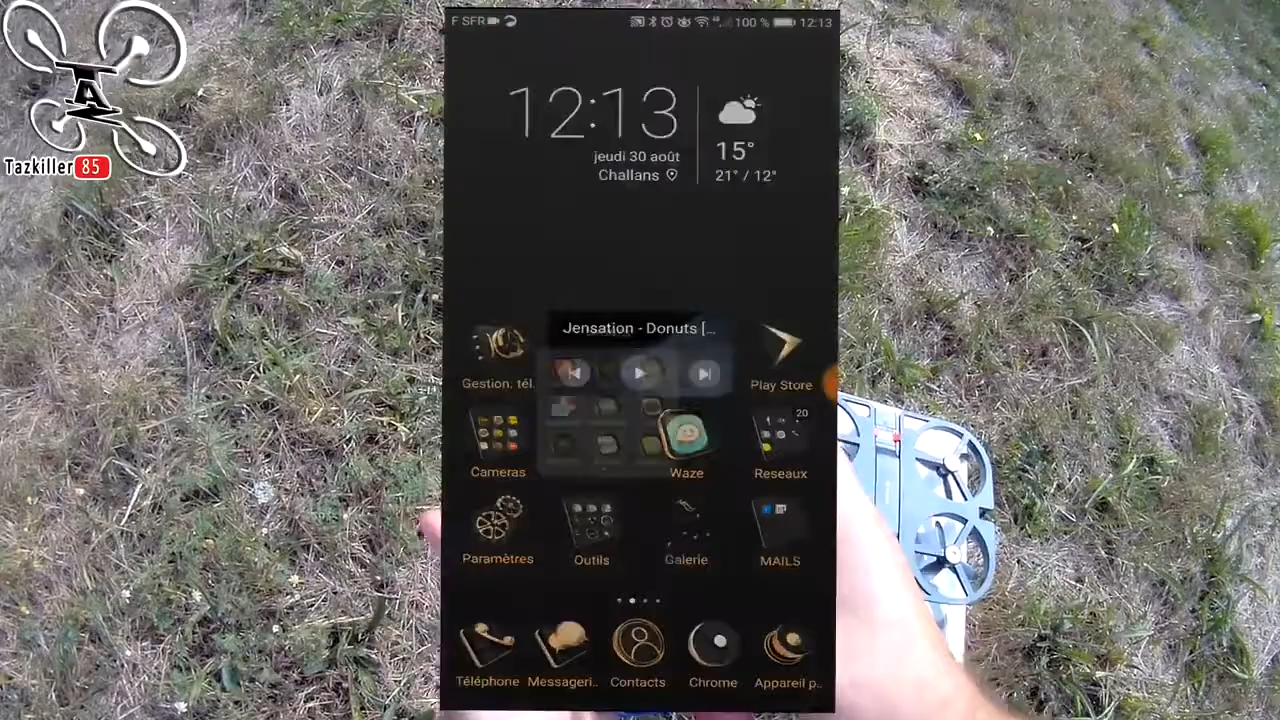 F SFR
100 %
12:13
12:13
jeudi 30 août
Challans
15°
21° / 12°
A
Tazkiller 85
Jensation - Donuts [...
Gestion. tél.
Play Store
20
Cameras
Waze
Reseaux
Paramètres
Outils
Galerie
MAILS
Téléphone
Messageri..
Contacts
Chrome
Appareil p..